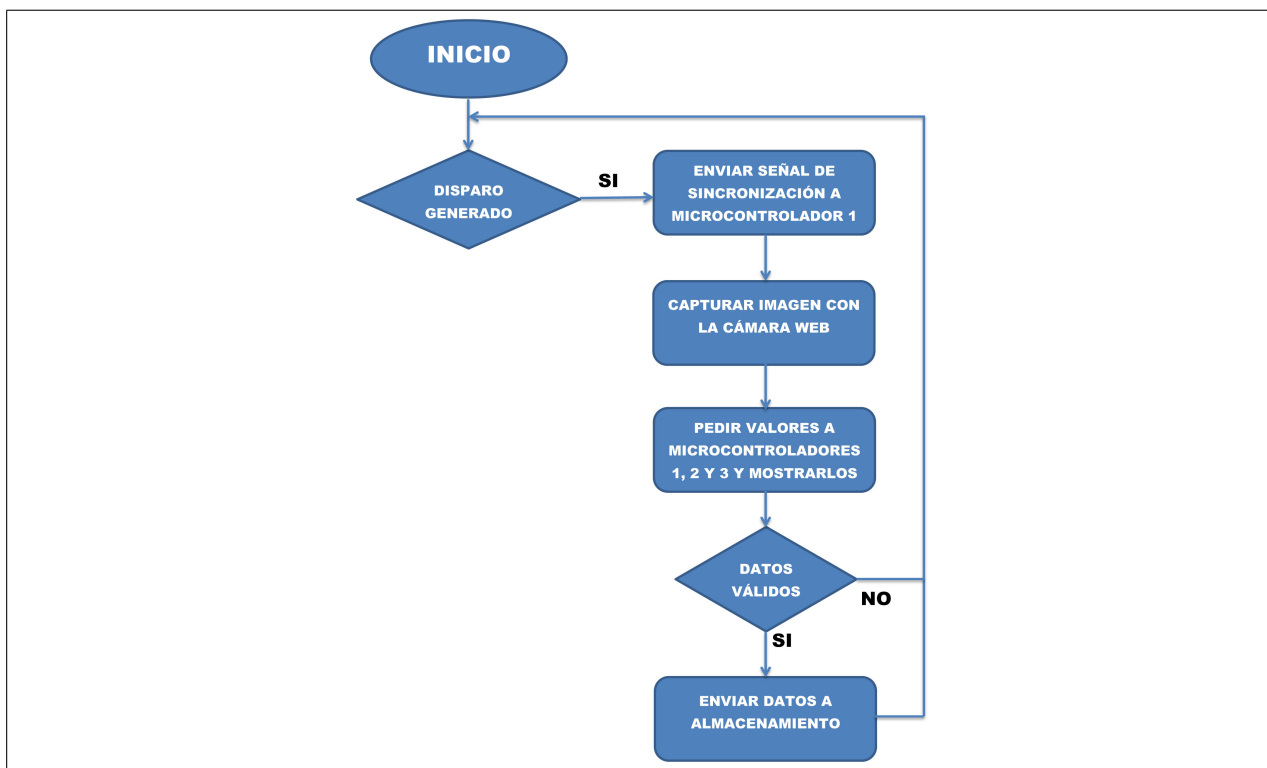 INICIO
DISPARO
GENERADO
SI
ENVIAR SEÑAL DE
SINCRONIZACIÓN A
MICROCONTROLADOR 1
CAPTURAR IMAGEN CON
LA CÁMARA WEB
PEDIR VALORES A
MICROCONTROLADORES
1, 2 Y 3 Y MOSTRARLOS
DATOS
VÁLIDOS
NO
SI
ENVIAR DATOS A
ALMACENAMIENTO